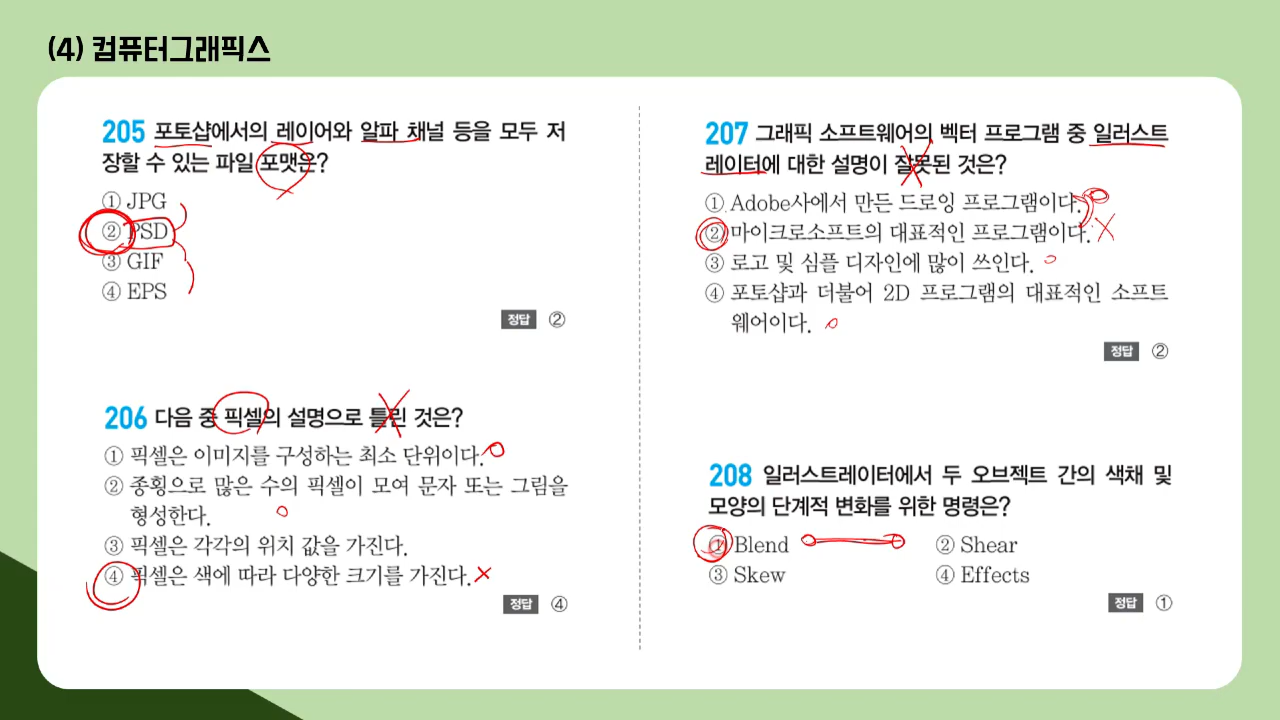 (4) 컴퓨터그래픽스
205 포토샵에서의 레이어와 알파 채널 등을 모두 저
장할 수 있는 파일 포맷은?
① JPG
② PSD
③ GIF
④ EPS
정답 ②
206 다음 중 픽셀의 설명으로 틀린 것은?
① 픽셀은 이미지를 구성하는 최소 단위이다.
② 종횡으로 많은 수의 픽셀이 모여 문자 또는 그림을
형성한다.
③ 픽셀은 각각의 위치 값을 가진다.
④ 픽셀은 색에 따라 다양한 크기를 가진다.
정답 ④
207 그래픽 소프트웨어의 벡터 프로그램 중 일러스트
레이터에 대한 설명이 잘못된 것은?
① Adobe사에서 만든 드로잉 프로그램이다.
② 마이크로소프트의 대표적인 프로그램이다.
③ 로고 및 심플 디자인에 많이 쓰인다.
④ 포토샵과 더불어 2D 프로그램의 대표적인 소프트
웨어이다.
정답 ②
208 일러스트레이터에서 두 오브젝트 간의 색채 및
모양의 단계적 변화를 위한 명령은?
① Blend ② Shear
③ Skew ④ Effects
정답 ①